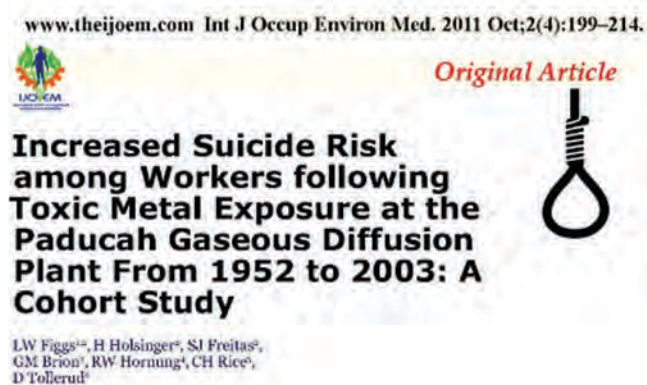 www.theijoem.com Int J Occup Environ Med. 2011 Oct;2(4):199–214.
IJOEM
Original Article
Increased Suicide Risk
among Workers following
Toxic Metal Exposure at the
Paducah Gaseous Diffusion
Plant From 1952 to 2003: A
Cohort Study
LW Figgs, H Holsinger, SJ Freitas,
GM Brion, RW Hornung, CH Rice,
D Tollerud